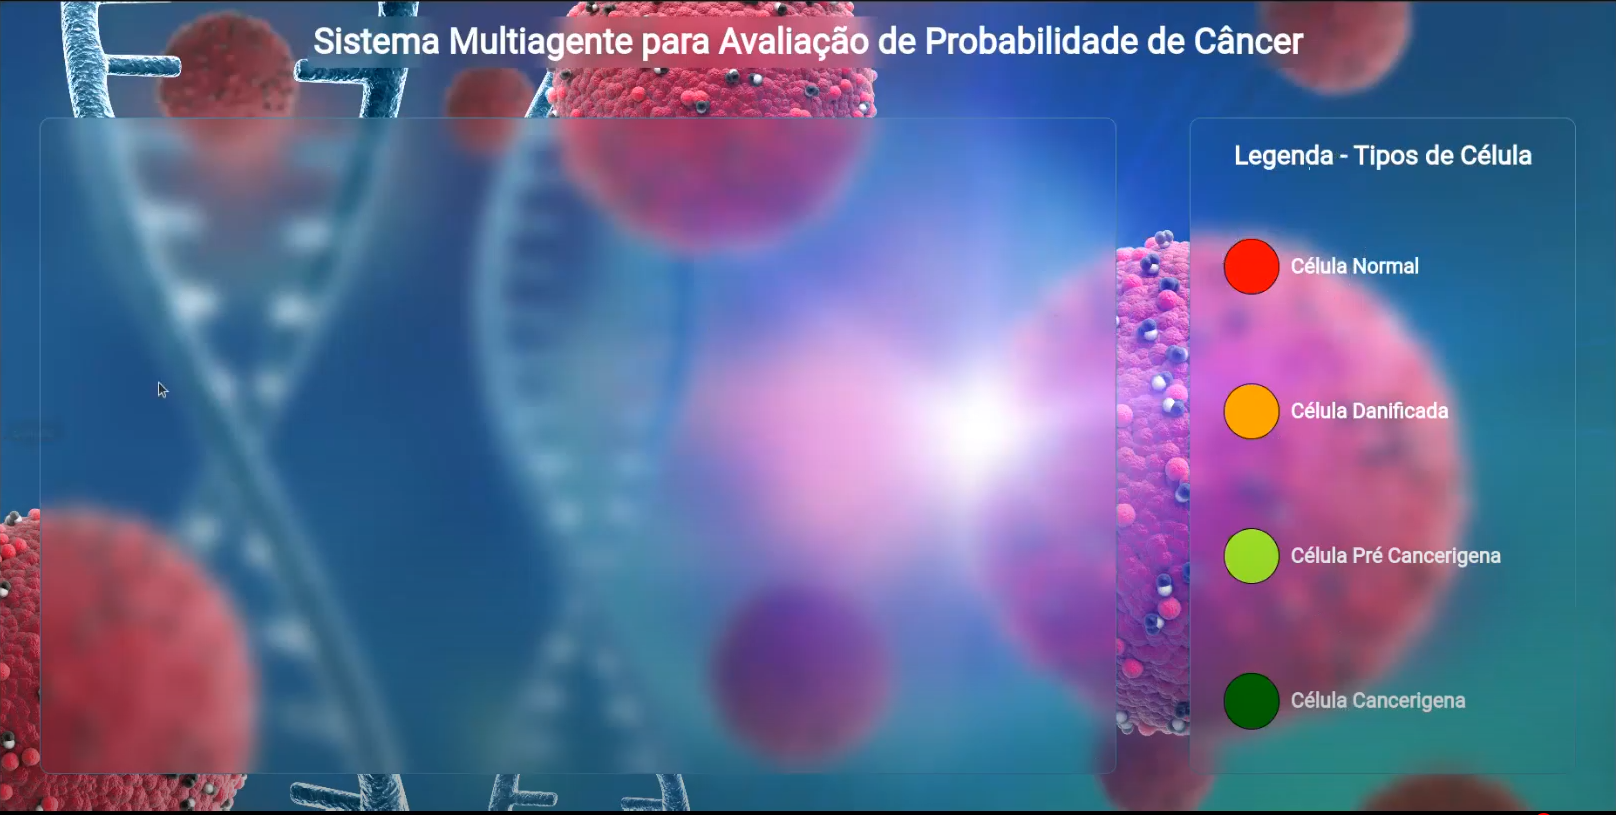 Sistema Multiagente para Avaliação de Probabilidade de Câncer
Legenda - Tipos de Célula
Célula Normal
Célula Danificada
Célula Pré Cancerigena
Célula Cancerigena